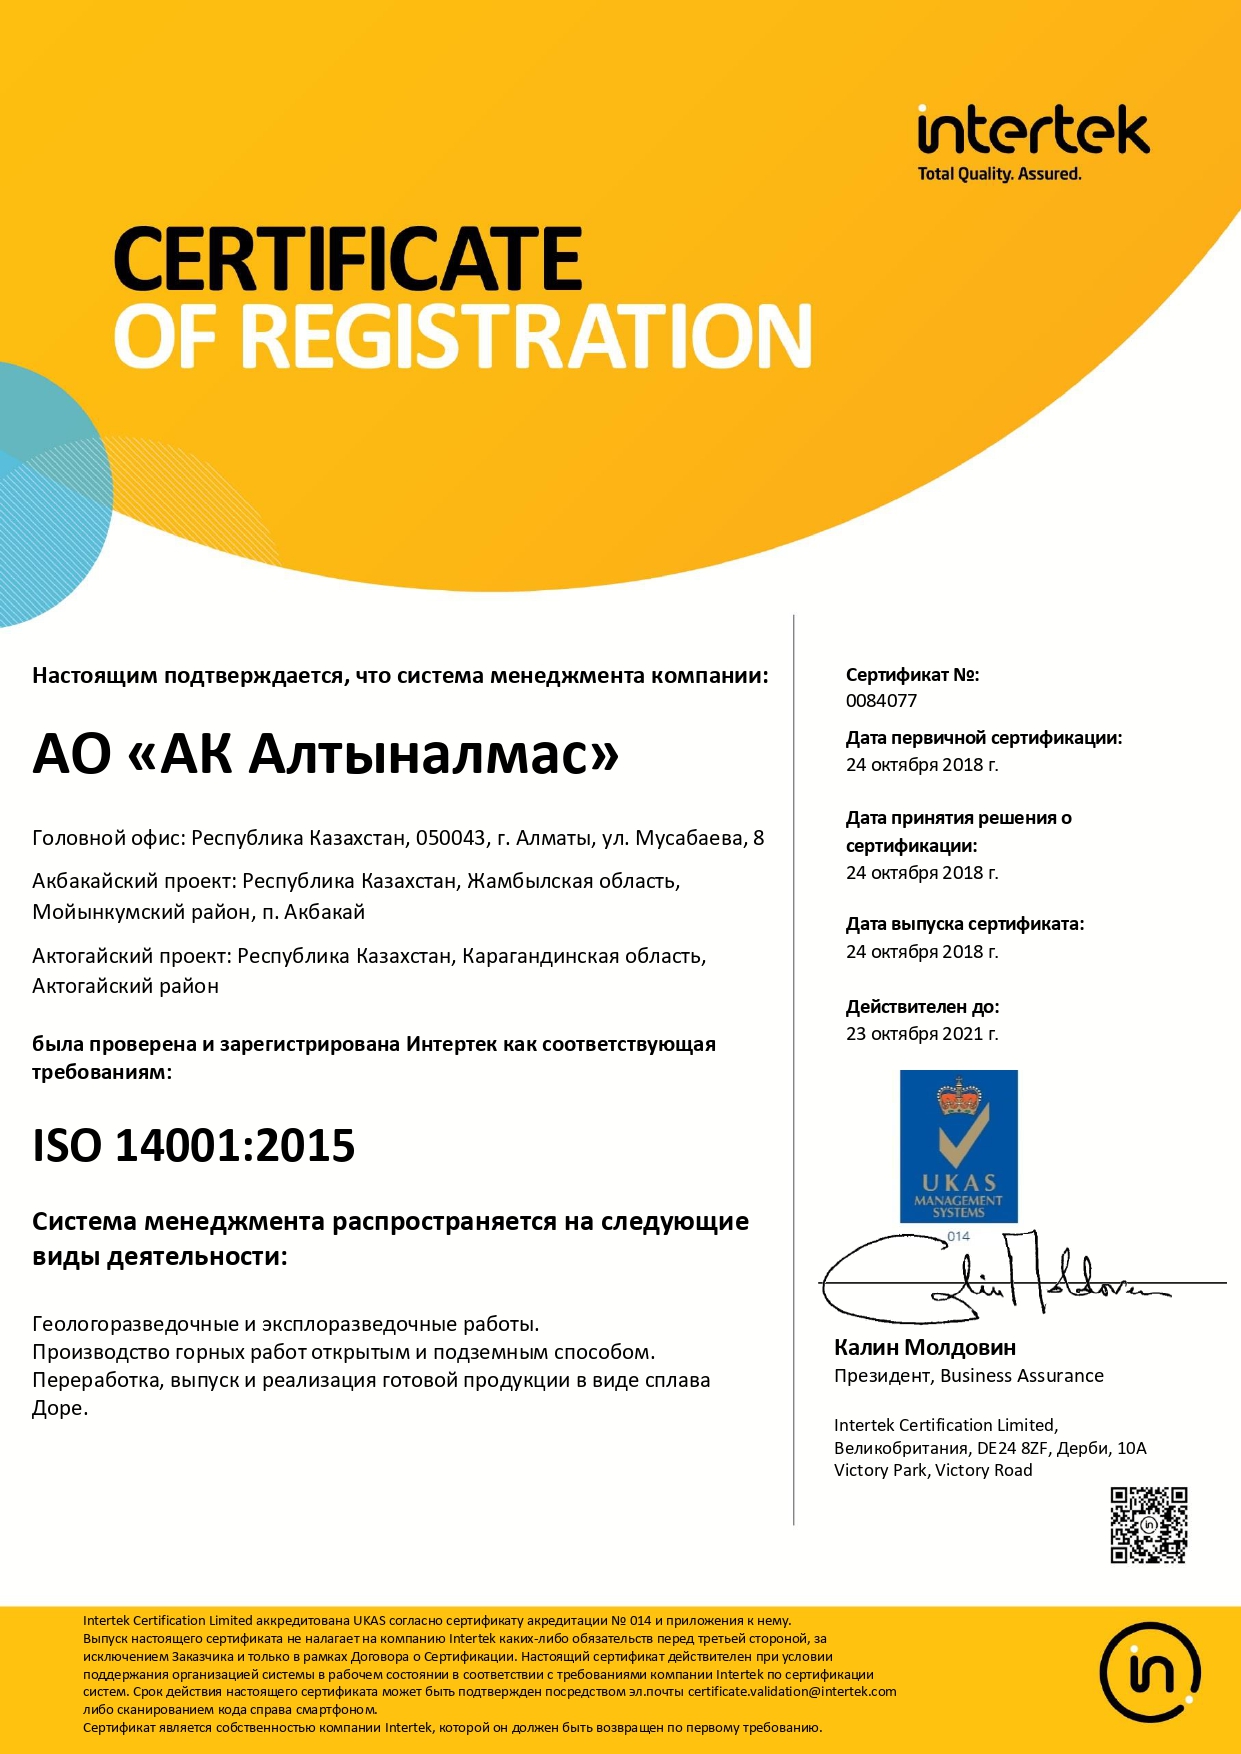 intertek
Total Quality. Assured.
CERTIFICATE
OF REGISTRATION
Настоящим подтверждается, что система менеджмента компании:
АО «АК Алтыналмас»
Головной офис: Республика Казахстан, 050043, г. Алматы, ул. Мусабаева, 8
Акбакайский проект: Республика Казахстан, Жамбылская область,
Мойынкумский район, п. Акбакай
Актогайский проект: Республика Казахстан, Карагандинская область,
Актогайский район
была проверена и зарегистрирована Интертек как соответствующая
требованиям:
ISO 14001:2015
Система менеджмента распространяется на следующие
виды деятельности:
Геологоразведочные и эксплоразведочные работы.
Производство горных работ открытым и подземным способом.
Переработка, выпуск и реализация готовой продукции в виде сплава
Доре.
Сертификат №:
0084077
Дата первичной сертификации:
24 октября 2018 г.
Дата принятия решения о
сертификации:
24 октября 2018 г.
Дата выпуска сертификата:
24 октября 2018 г.
Действителен до:
23 октября 2021 г.
UKAS
MANAGEMENT
SYSTEMS
014
Calin Moldovean
Калин Молдовин
Президент, Business Assurance
Intertek Certification Limited,
Великобритания, DE24 8ZF, Дерби, 10A
Victory Park, Victory Road
in
Intertek Certification Limited аккредитована UKAS согласно сертификату акредитации № 014 и приложения к нему.
Выпуск настоящего сертификата не налагает на компанию Intertek каких-либо обязательств перед третьей стороной, за
исключением Заказчика и только в рамках Договора о Сертификации. Настоящий сертификат действителен при условии
поддержания организацией системы в рабочем состоянии в соответствии с требованиями компании Intertek по сертификации
систем. Срок действия настоящего сертификата может быть подтвержден посредством эл.почты certificate.validation@intertek.com
либо сканированием кода справа смартфоном.
Сертификат является собственностью компании Intertek, которой он должен быть возвращен по первому требованию.
in